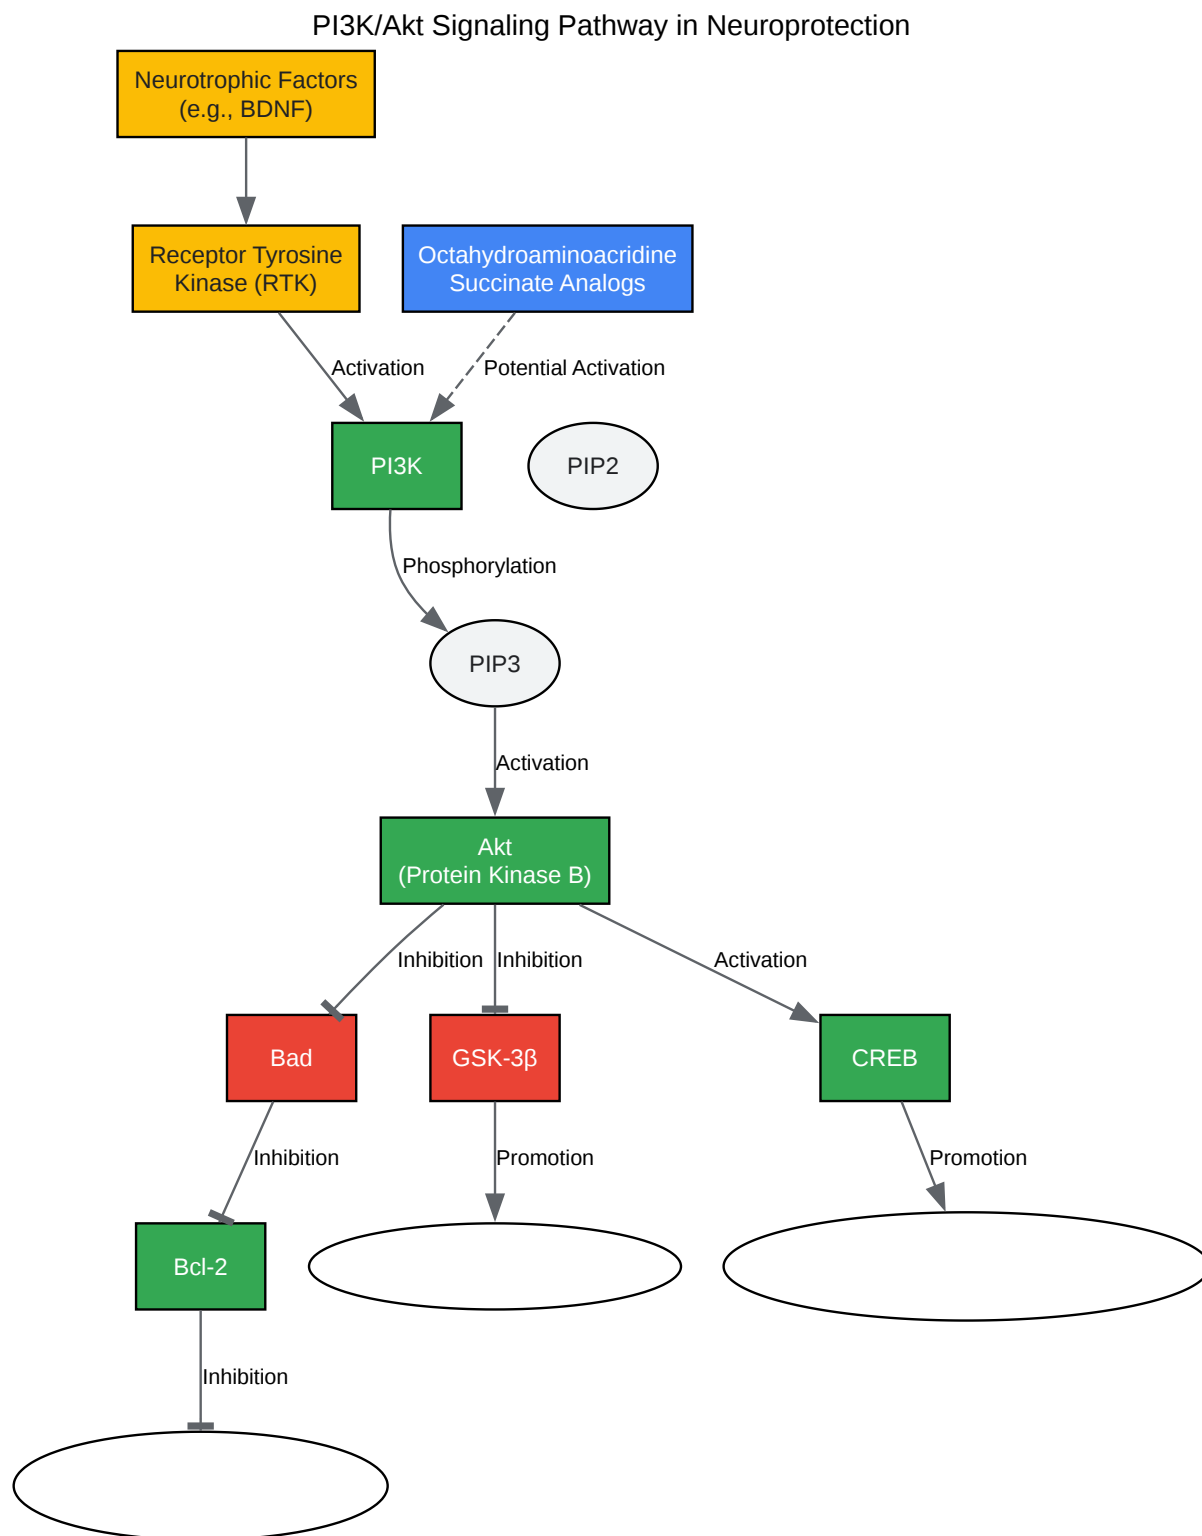 PI3K/Akt Signaling Pathway in Neuroprotection
Neurotrophic Factors
(e.g., BDNF)
Receptor Tyrosine
Kinase (RTK)
Octahydroaminoacridine
Succinate Analogs
Activation
Potential Activation
PI3K
PIP2
Phosphorylation
PIP3
Activation
Akt
(Protein Kinase B)
Inhibition
Inhibition
Activation
Bad
GSK-3β
CREB
Inhibition
Promotion
Promotion
Bcl-2
Inhibition